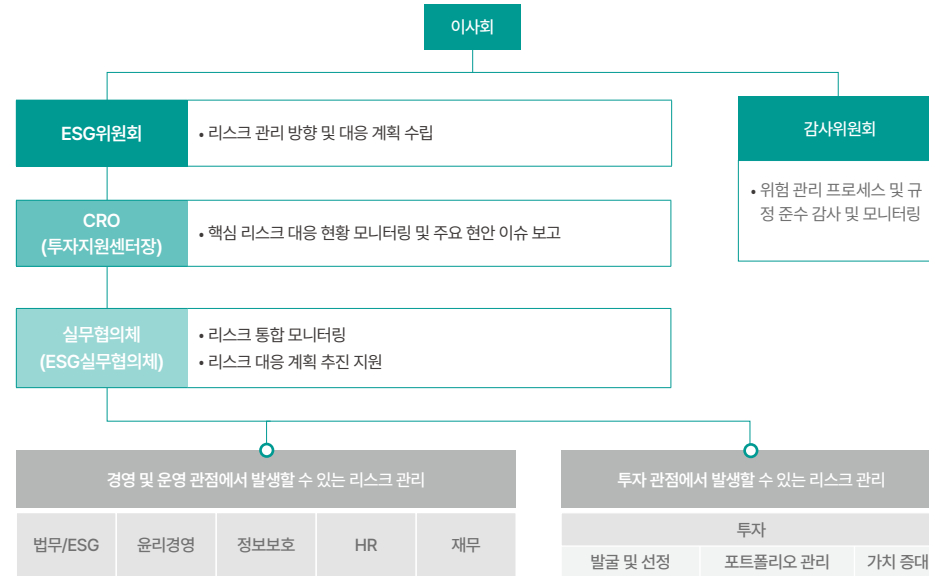 이사회
ESG위원회
• 리스크 관리 방향 및 대응 계획 수립
감사위원회
• 위험 관리 프로세스 및 규
정 준수 감사 및 모니터링
CRO
(투자지원센터장)
• 핵심 리스크 대응 현황 모니터링 및 주요 현안 이슈 보고
실무협의체
(ESG실무협의체)
• 리스크 통합 모니터링
• 리스크 대응 계획 추진 지원
경영 및 운영 관점에서 발생할 수 있는 리스크 관리
법무/ESG 윤리경영 정보보호 HR 재무
투자 관점에서 발생할 수 있는 리스크 관리
투자
발굴 및 선정 포트폴리오 관리 가치 증대